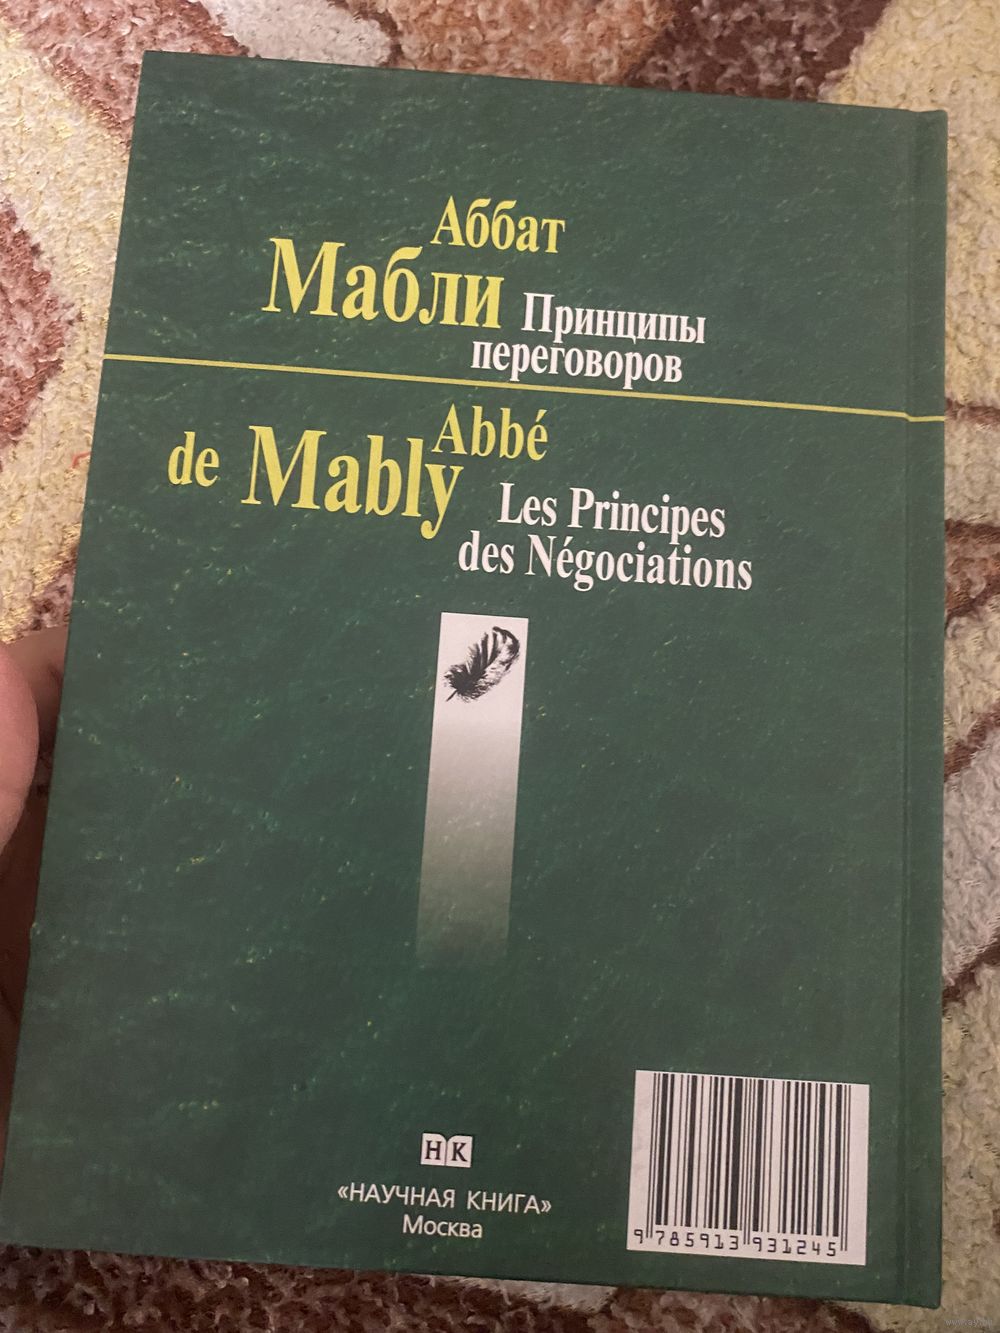 Аббат
Мабли Принципы
переговоров
Abbé
de Mably Les Principes
des Négociations
НК
«НАУЧНАЯ КНИГА»
Москва
9 785913 931245